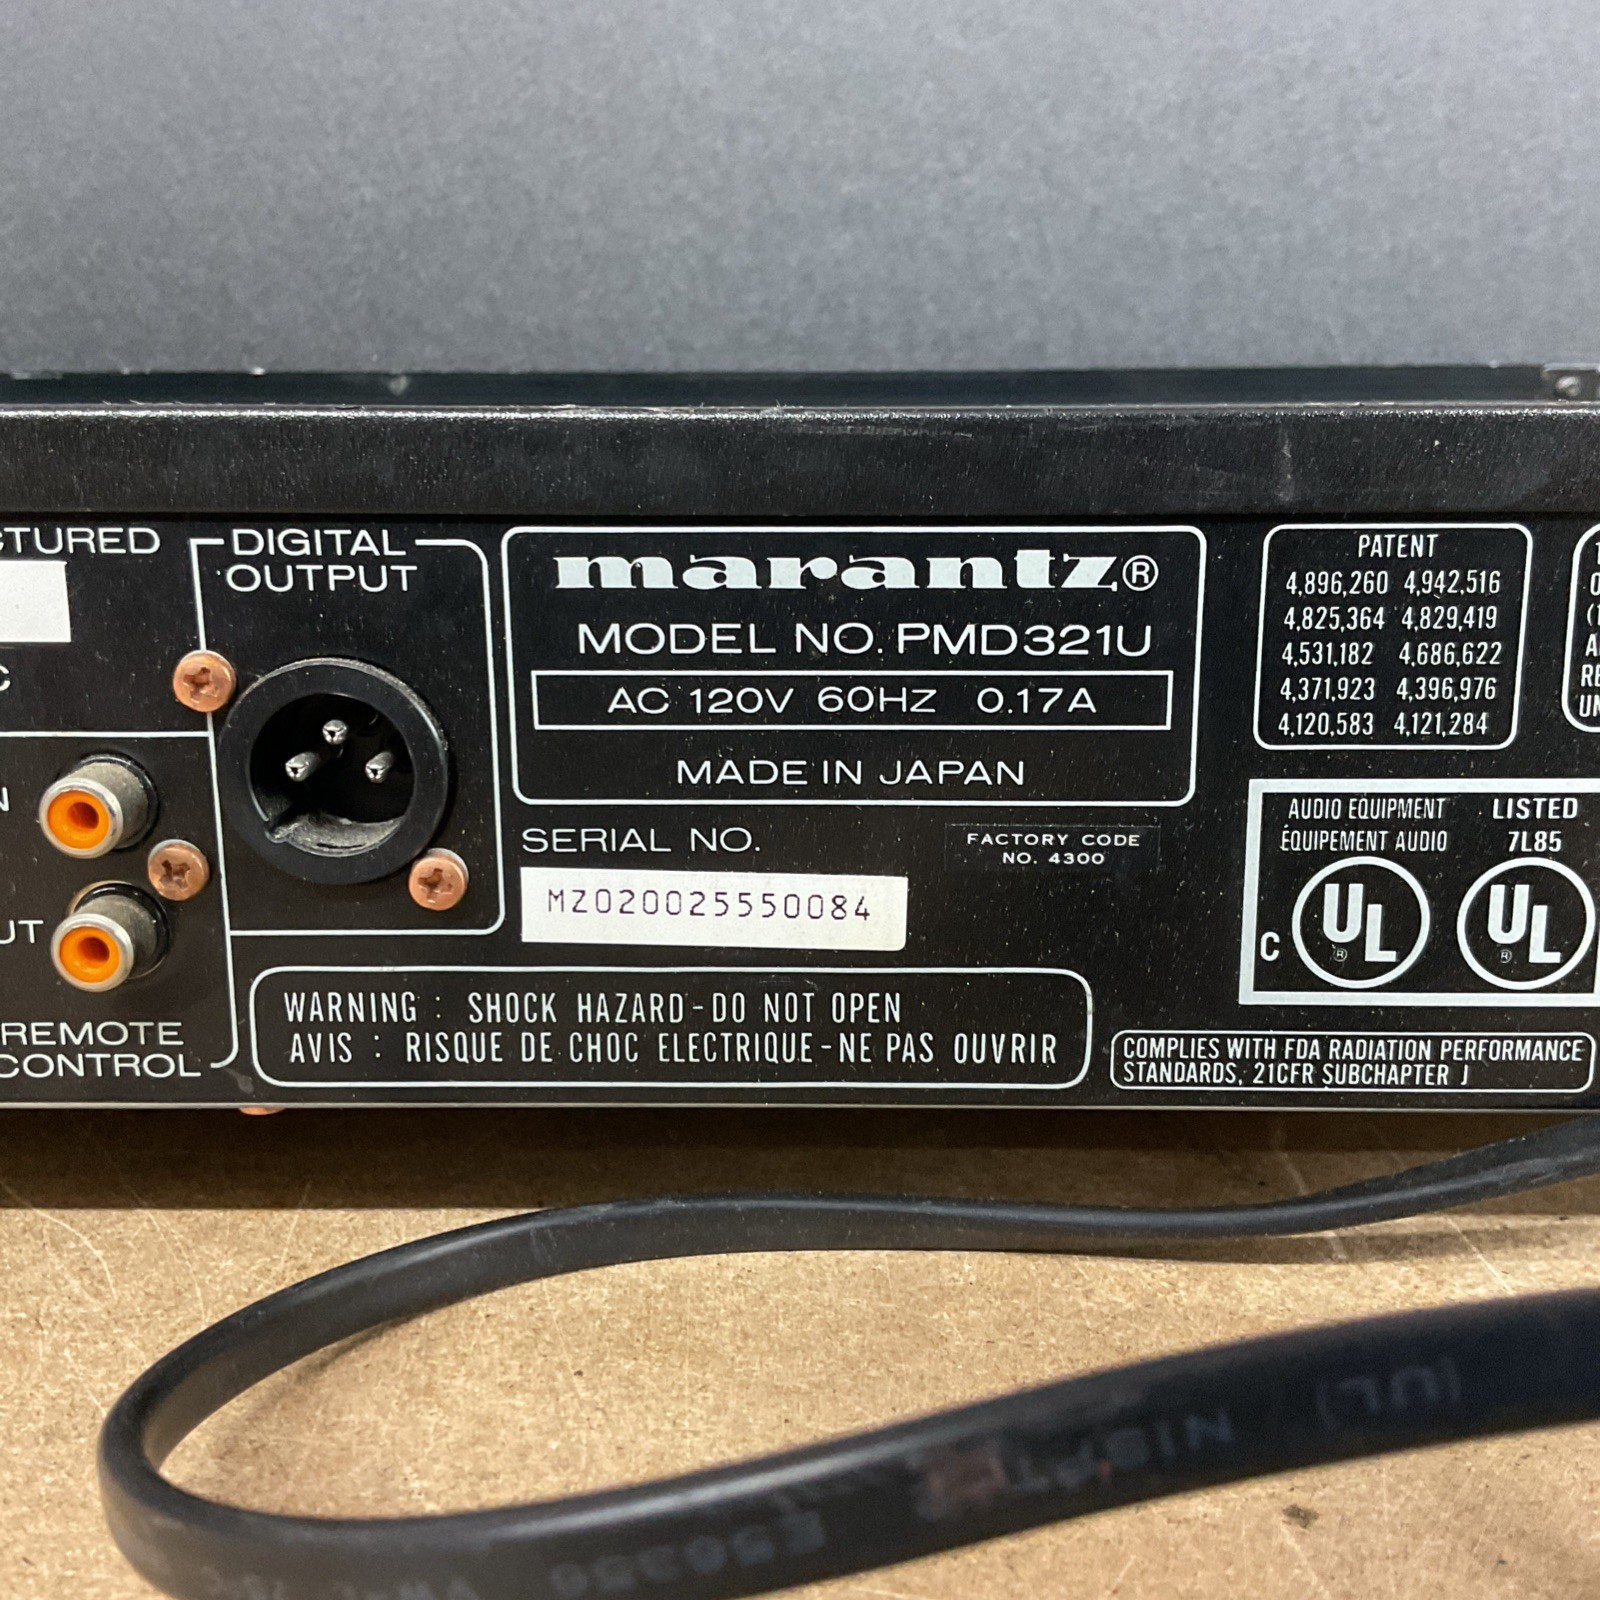 DIGITAL
OUTPUT
marantz®
MODEL NO. PMD321U
AC 120V 60HZ 0.17A
MADE IN JAPAN
SERIAL NO.
MZ020025550084
FACTORY CODE
NO. 4300
PATENT
4,896,260 4,942,516
4,825,364 4,829,419
4,531,182 4,686,622
4,371,923 4,396,976
4,120,583 4,121,284
AUDIO EQUIPMENT
ÉQUIPEMENT AUDIO
LISTED
7L85
C UL® UL®
REMOTE
CONTROL
WARNING : SHOCK HAZARD-DO NOT OPEN
AVIS : RISQUE DE CHOC ELECTRIQUE-NE PAS OUVRIR
COMPLIES WITH FDA RADIATION PERFORMANCE
STANDARDS, 21CFR SUBCHAPTER J
(UL)